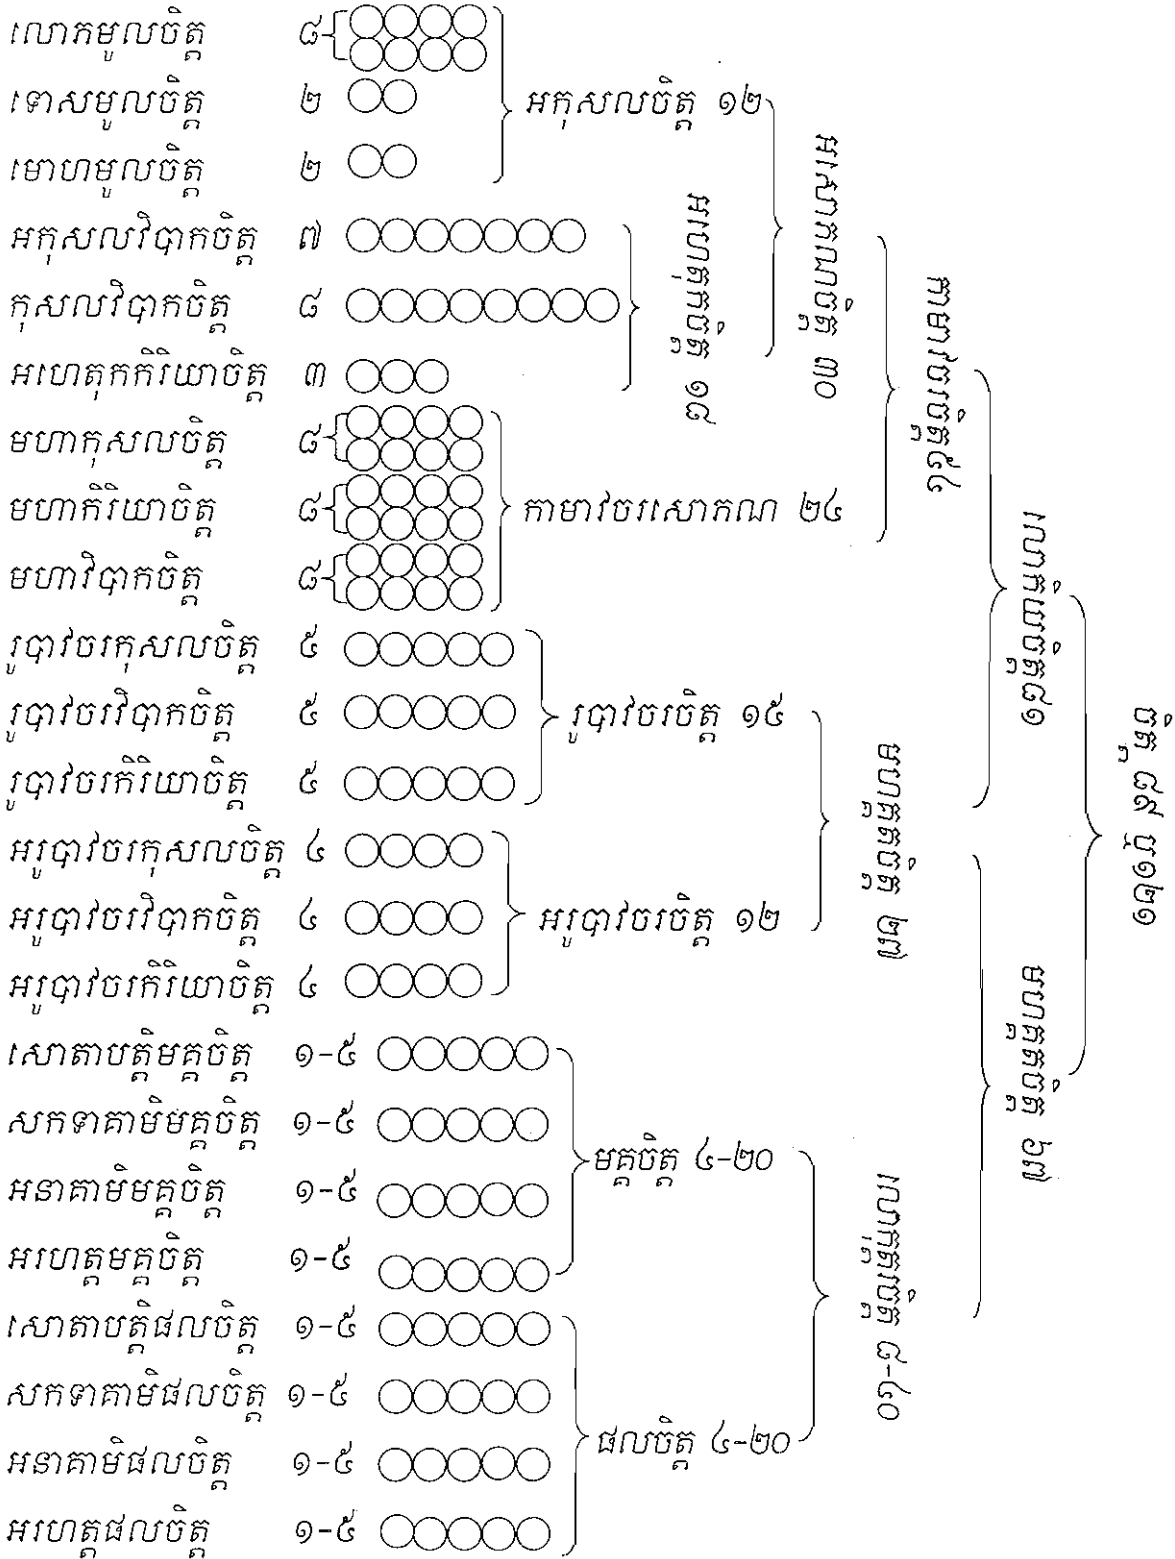 លោភមូលចិត្ត ៨
ទោសមូលចិត្ត ២
មោហមូលចិត្ត ២
អកុសលចិត្ត ១២
អកុសលវិបាកចិត្ត ៧
កុសលវិបាកចិត្ត ៨
អហេតុកកិរិយាចិត្ត ៣
អហេតុកចិត្ត ១៨
អសោភណចិត្ត ៣០
មហាកុសលចិត្ត ៨
មហាកិរិយាចិត្ត ៨
មហាវិបាកចិត្ត ៨
កាមាវចរសោភណ ២៤
កាមាវចរចិត្ត៥៤
រូបាវចរកុសលចិត្ត ៥
រូបាវចរវិបាកចិត្ត ៥
រូបាវចរកិរិយាចិត្ត ៥
រូបាវចរចិត្ត ១៥
អរូបាវចរកុសលចិត្ត ៤
អរូបាវចរវិបាកចិត្ត ៤
អរូបាវចរកិរិយាចិត្ត ៤
អរូបាវចរចិត្ត ១២
មហគ្គតចិត្ត ២៧
លោកិយចិត្ត៨១
សោតាបត្តិមគ្គចិត្ត ១-៥
សកទាគាមិមគ្គចិត្ត ១-៥
អនាគាមិមគ្គចិត្ត ១-៥
អរហត្តមគ្គចិត្ត ១-៥
មគ្គចិត្ត ៤-២០
សោតាបត្តិផលចិត្ត ១-៥
សកទាគាមិផលចិត្ត ១-៥
អនាគាមិផលចិត្ត ១-៥
អរហត្តផលចិត្ត ១-៥
ផលចិត្ត ៤-២០
លោកុត្តរចិត្ត ៨-៤០
មហគ្គតចិត្ត ៦៧
ចិត្ត ៨៩ ឬ១២១